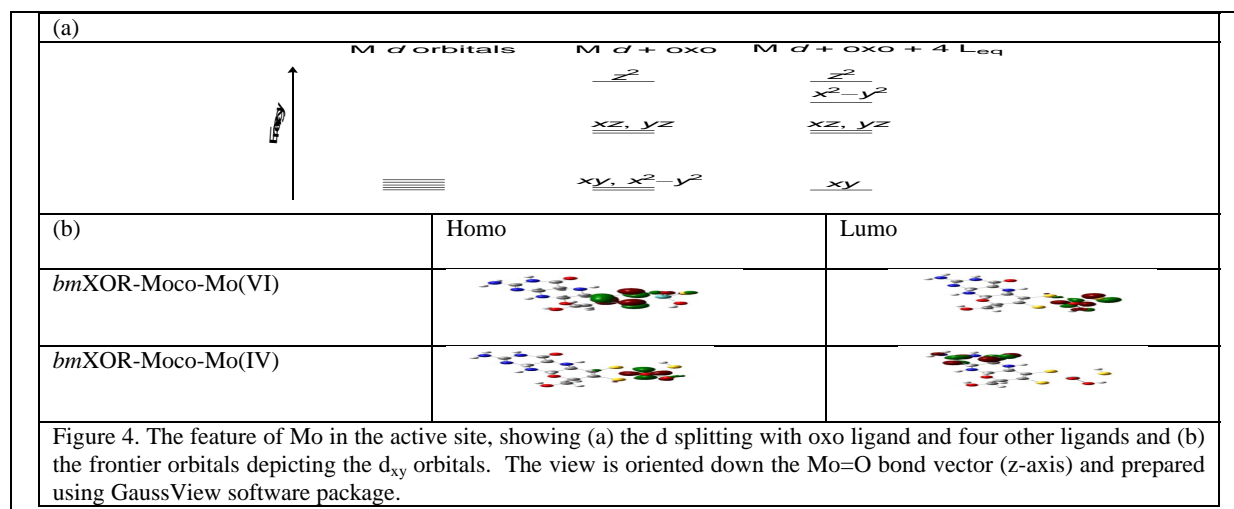 (a)
M d orbitals M d + oxo M d + oxo + 4 Leq
z² z²
x²−y²
xz, yz xz, yz
xy, x²−y² xy
(b) Homo Lumo
bmXOR-Moco-Mo(VI)
bmXOR-Moco-Mo(IV)
Figure 4. The feature of Mo in the active site, showing (a) the d splitting with oxo ligand and four other ligands and (b)
the frontier orbitals depicting the dxy orbitals. The view is oriented down the Mo=O bond vector (z-axis) and prepared
using GaussView software package.